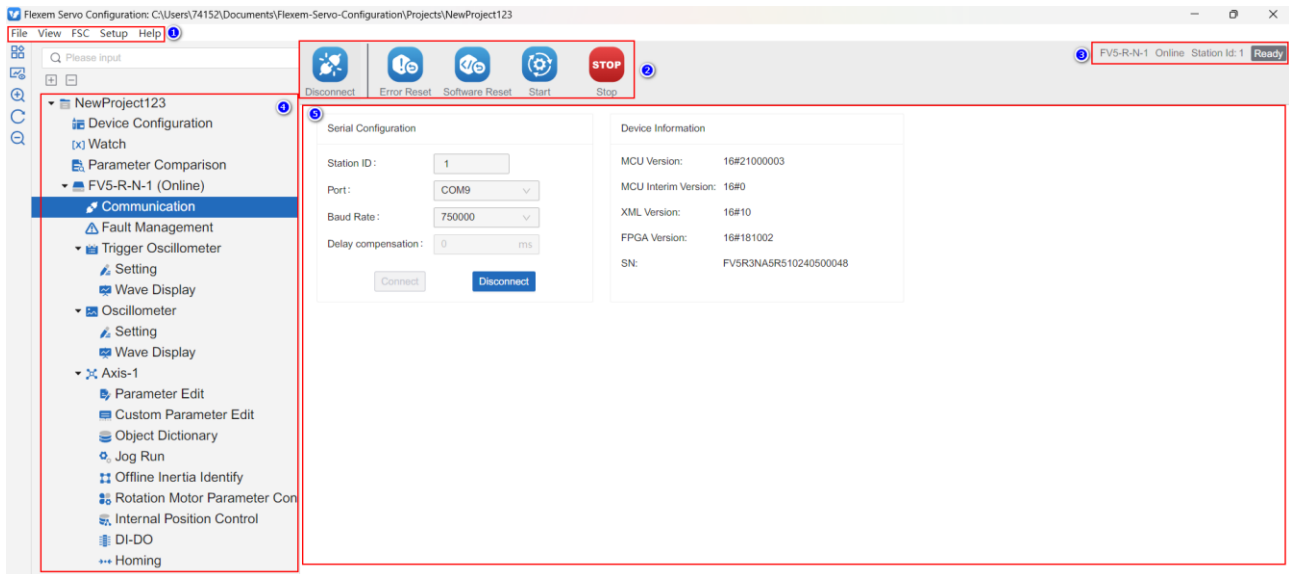 Flexem Servo Configuration: C:\Users\74152\Documents\Flexem-Servo-Configuration\Projects\NewProject123
File View FSC Setup Help 1
Please input
Disconnect Error Reset Software Reset Start STOP Stop 2
3 FV5-R-N-1 Online Station Id: 1 Ready
4
NewProject123
Device Configuration
[x] Watch
Parameter Comparison
FV5-R-N-1 (Online)
Communication
Fault Management
Trigger Oscillometer
Setting
Wave Display
Oscillometer
Setting
Wave Display
Axis-1
Parameter Edit
Custom Parameter Edit
Object Dictionary
Jog Run
Offline Inertia Identify
Rotation Motor Parameter Con
Internal Position Control
DI-DO
Homing
5
Serial Configuration
Station ID: 1
Port: COM9
Baud Rate: 750000
Delay compensation: 0 ms
Connect Disconnect
Device Information
MCU Version: 16#21000003
MCU Interim Version: 16#0
XML Version: 16#10
FPGA Version: 16#181002
SN: FV5R3NA5R510240500048